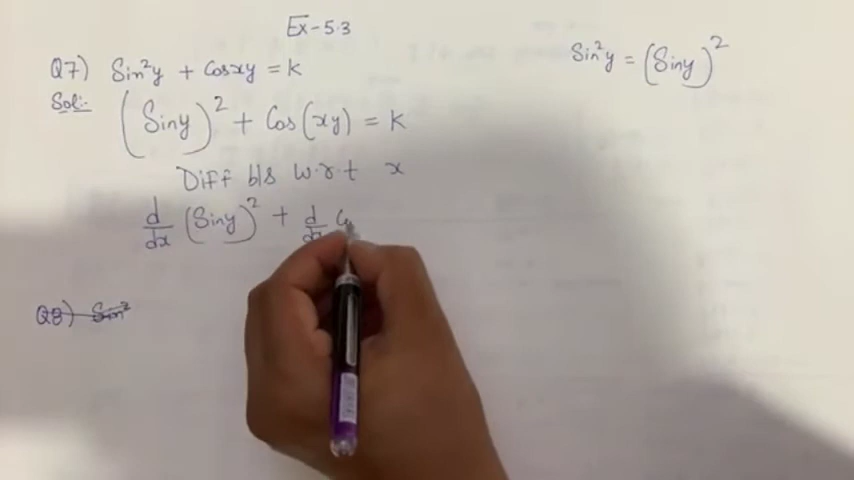 Ex-5.3
Q7) Sin²y + Cosxy = K
Sin²y = (Siny)²
Sol:-
(Siny)² + Cos(xy) = K
Diff b/s w.r.t x
d/dx (Siny)² + d/dx
Q8) Sin²